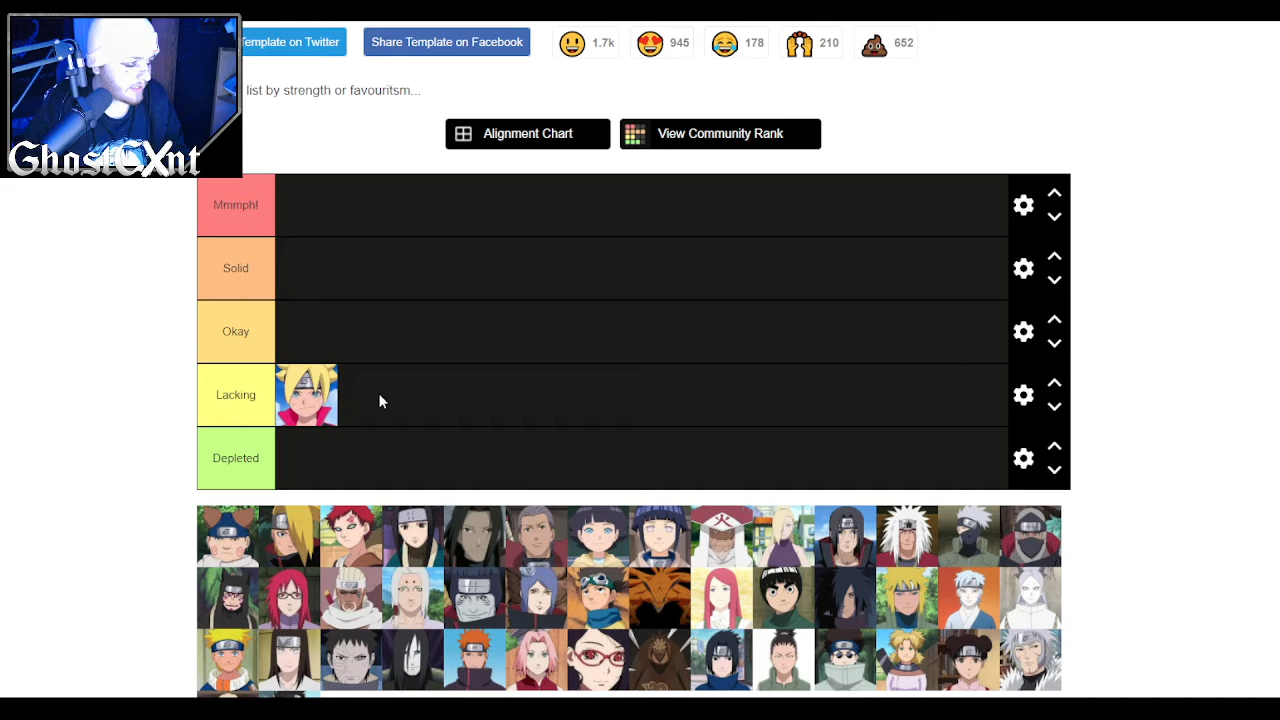 Template on Twitter
Share Template on Facebook
1.7k
945
178
210
652
list by strength or favouritsm...
GhostCXnt
Alignment Chart
View Community Rank
Mmmph!
Solid
Okay
Lacking
Depleted